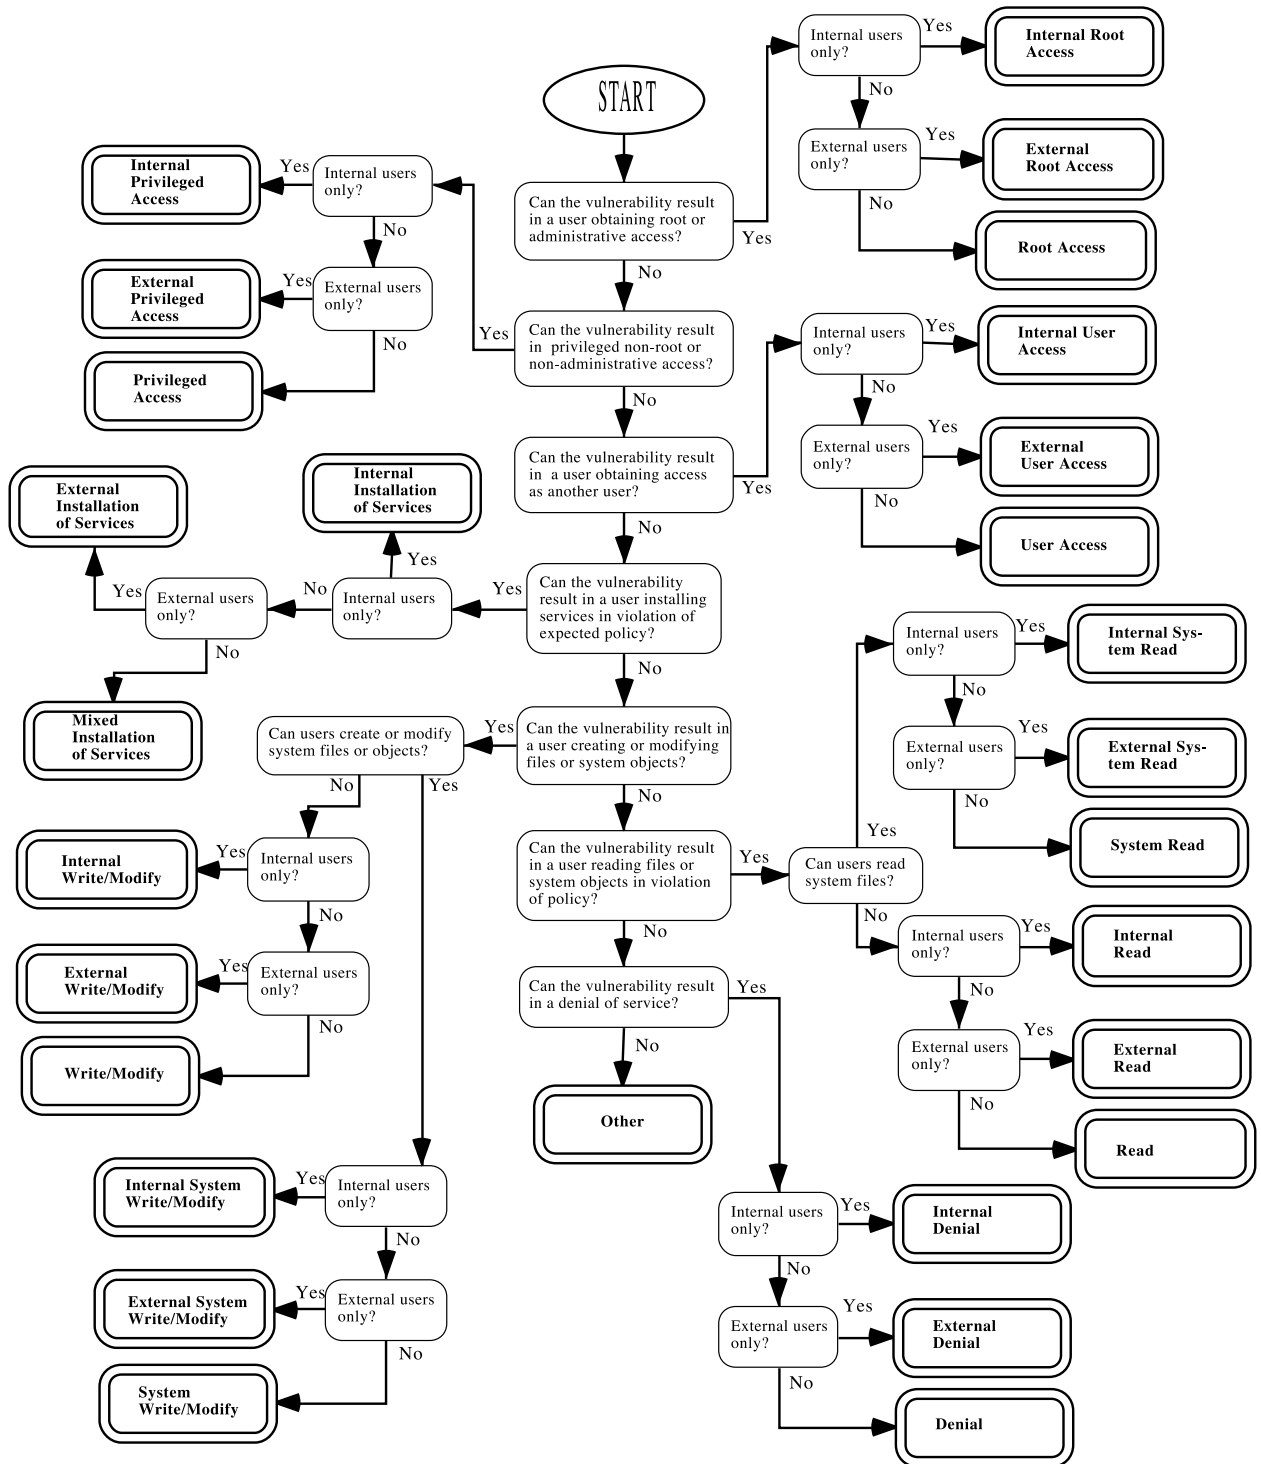 START
Internal users
only?
Yes
Internal Root
Access
No
External users
only?
Yes
External
Root Access
No
Root Access
Can the vulnerability result
in a user obtaining root or
administrative access?
Yes
No
Internal
Privileged
Access
Yes
Internal users
only?
No
External
Privileged
Access
Yes
External users
only?
No
Privileged
Access
Yes
Can the vulnerability result
in privileged non-root or
non-administrative access?
No
Internal users
only?
Yes
Internal User
Access
No
External users
only?
Yes
External
User Access
No
User Access
Can the vulnerability result
in a user obtaining access
as another user?
Yes
No
External
Installation
of Services
Internal
Installation
of Services
Yes
Yes
External users
only?
No
Internal users
only?
Yes
Can the vulnerability
result in a user installing
services in violation of
expected policy?
No
No
Mixed
Installation
of Services
Internal users
only?
Yes
Internal Sys-
tem Read
No
External users
only?
Yes
External Sys-
tem Read
No
System Read
Can users create or modify
system files or objects?
Yes
Can the vulnerability result in
a user creating or modifying
files or system objects?
No
No
Yes
Internal
Write/Modify
Yes
Internal users
only?
No
External
Write/Modify
Yes
External users
only?
No
Write/Modify
Can the vulnerability result
in a user reading files or
system objects in violation
of policy?
Yes
Can users read
system files?
Yes
No
No
Internal users
only?
Yes
Internal
Read
No
External users
only?
Yes
External
Read
No
Read
Can the vulnerability result
in a denial of service?
Yes
No
Other
Internal System
Write/Modify
Yes
Internal users
only?
No
External System
Write/Modify
Yes
External users
only?
No
System
Write/Modify
Internal users
only?
Yes
Internal
Denial
No
External users
only?
Yes
External
Denial
No
Denial